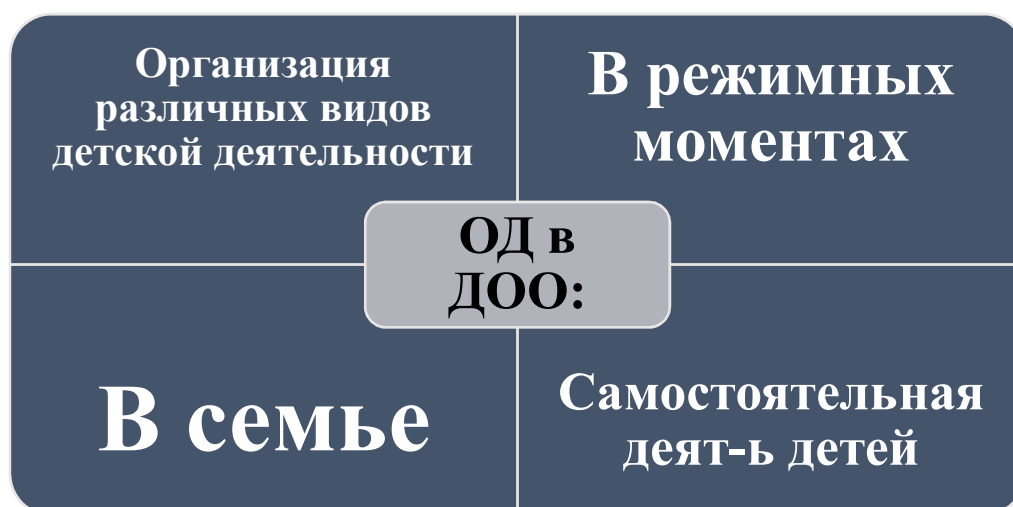 Организация
различных видов
детской деятельности
В режимных
моментах
ОД в
ДОО:
В семье
Самостоятельная
деят-ь детей